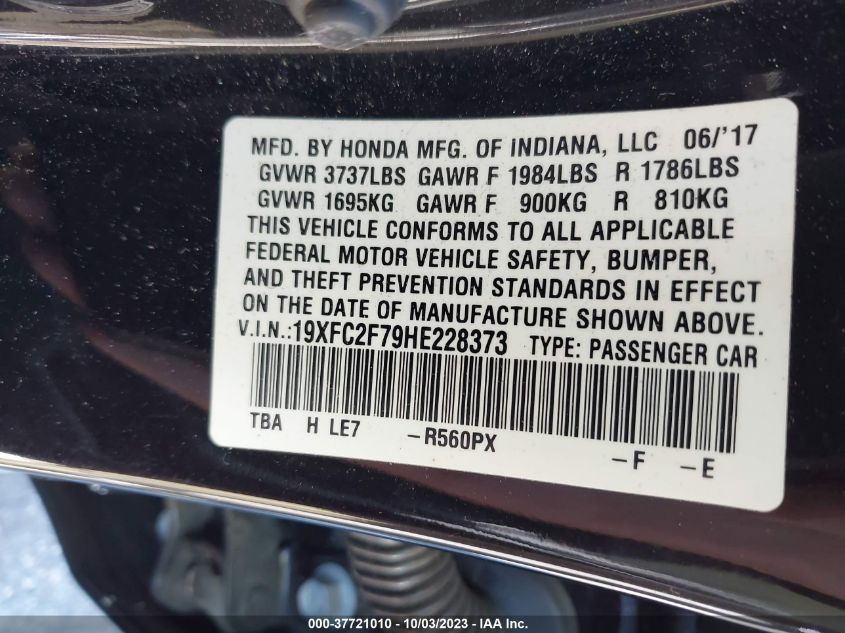 MFD. BY HONDA MFG. OF INDIANA, LLC 06/'17
GVWR 3737LBS GAWR F 1984LBS R 1786LBS
GVWR 1695KG GAWR F 900KG R 810KG
THIS VEHICLE CONFORMS TO ALL APPLICABLE
FEDERAL MOTOR VEHICLE SAFETY, BUMPER,
AND THEFT PREVENTION STANDARDS IN EFFECT
ON THE DATE OF MANUFACTURE SHOWN ABOVE.
V.I.N.:19XFC2F79HE228373 TYPE: PASSENGER CAR
TBA H LE7 -R560PX -F -E
000-37721010 - 10/03/2023 - IAA Inc.